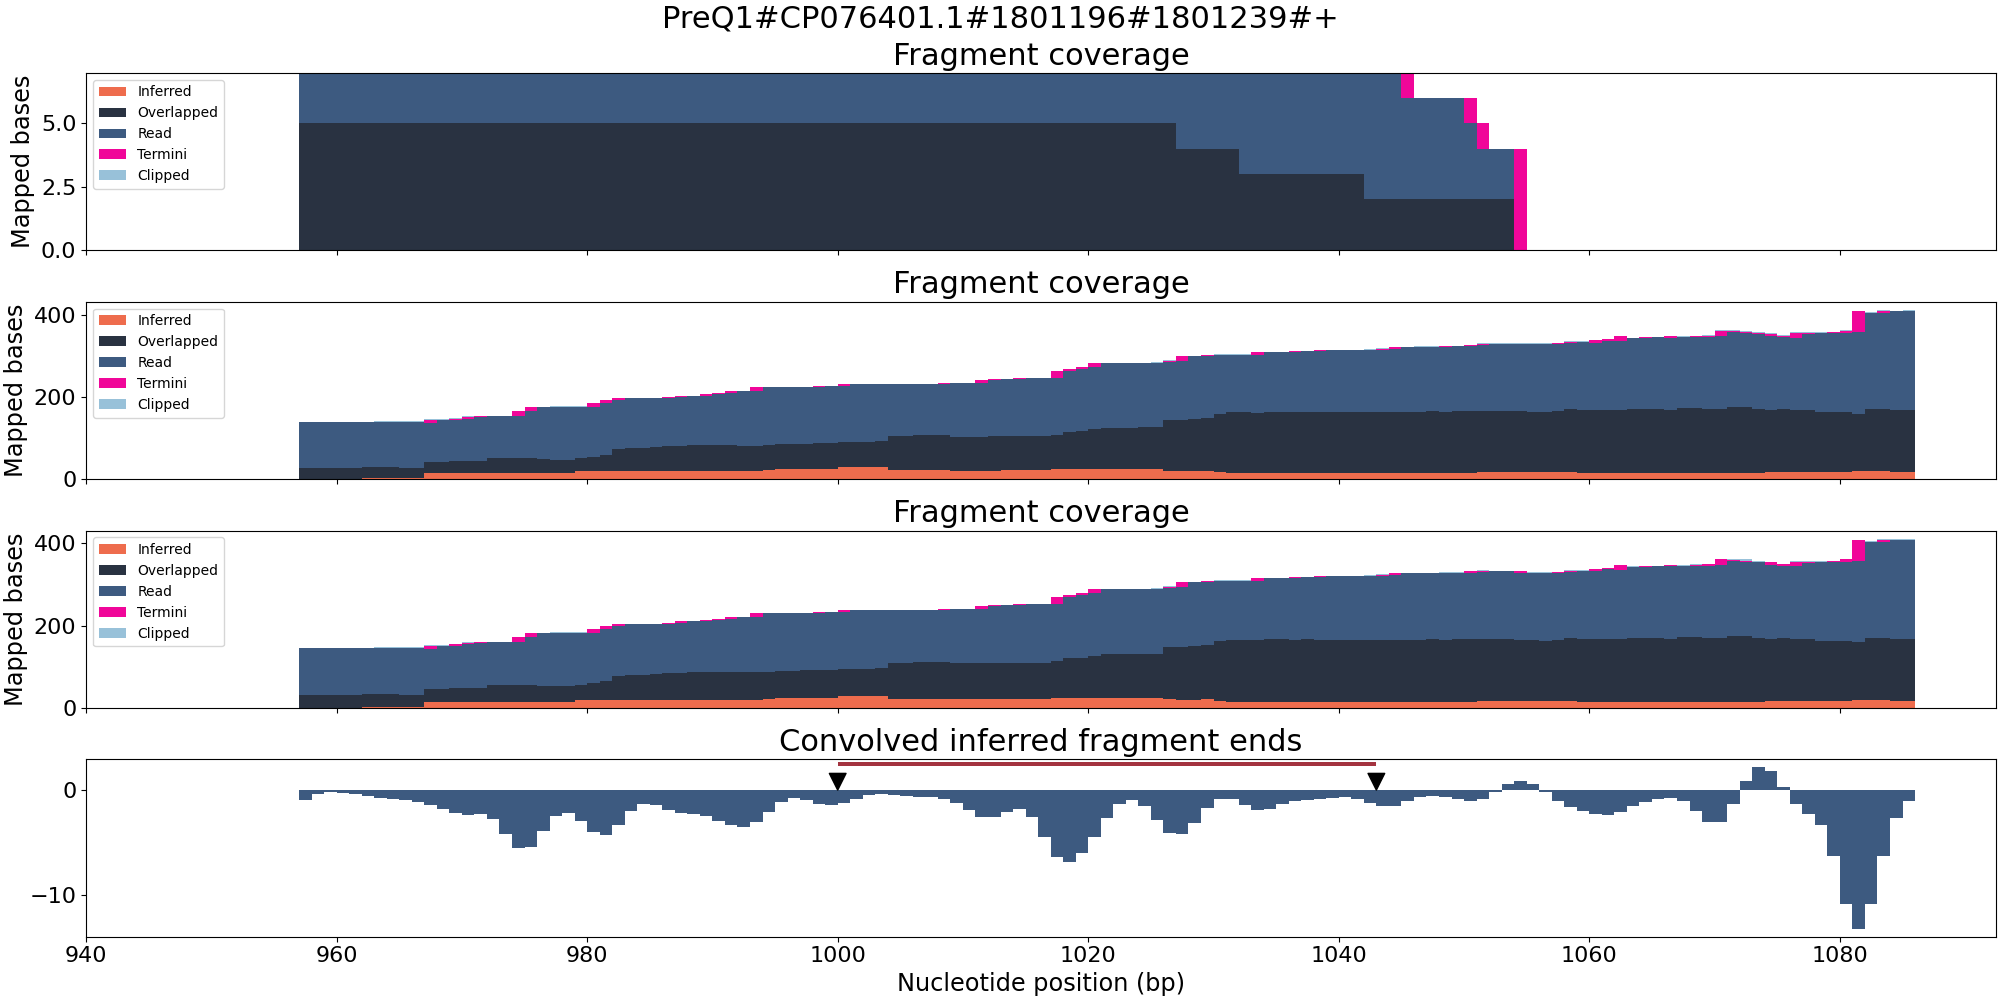 PreQ1#CP076401.1#1801196#1801239#+
Fragment coverage
Mapped bases
5.0
2.5
0.0
Inferred
Overlapped
Read
Termini
Clipped
Fragment coverage
Mapped bases
400
200
0
Inferred
Overlapped
Read
Termini
Clipped
Fragment coverage
Mapped bases
400
200
0
Inferred
Overlapped
Read
Termini
Clipped
Convolved inferred fragment ends
0
−10
940 960 980 1000 1020 1040 1060 1080
Nucleotide position (bp)